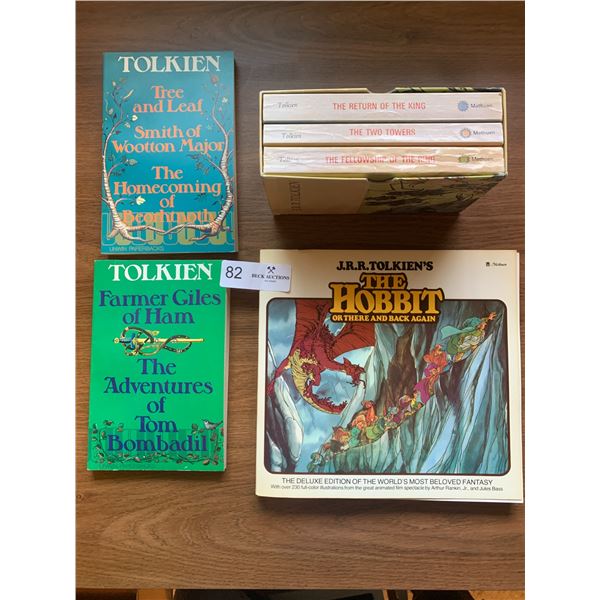 TOLKIEN
Tree
and Leaf
Smith of
Wootton Major
The
Homecoming
of
Beorhtnoth
UNWIN PAPERBACKS
Tolkien THE RETURN OF THE KING Methuen
Tolkien THE TWO TOWERS Methuen
Tolkien THE FELLOWSHIP OF THE RING Methuen
J.R.R. TOLKIEN
82
BECK AUCTIONS
TOLKIEN
Farmer Giles
of Ham
The
Adventures
of
Tom
Bombadil
J.R.R. TOLKIEN'S
THE
HOBBIT
OR THERE AND BACK AGAIN
THE DELUXE EDITION OF THE WORLD'S MOST BELOVED FANTASY
With over 230 full-color illustrations from the great animated film spectacle by Arthur Rankin, Jr., and Jules Bass